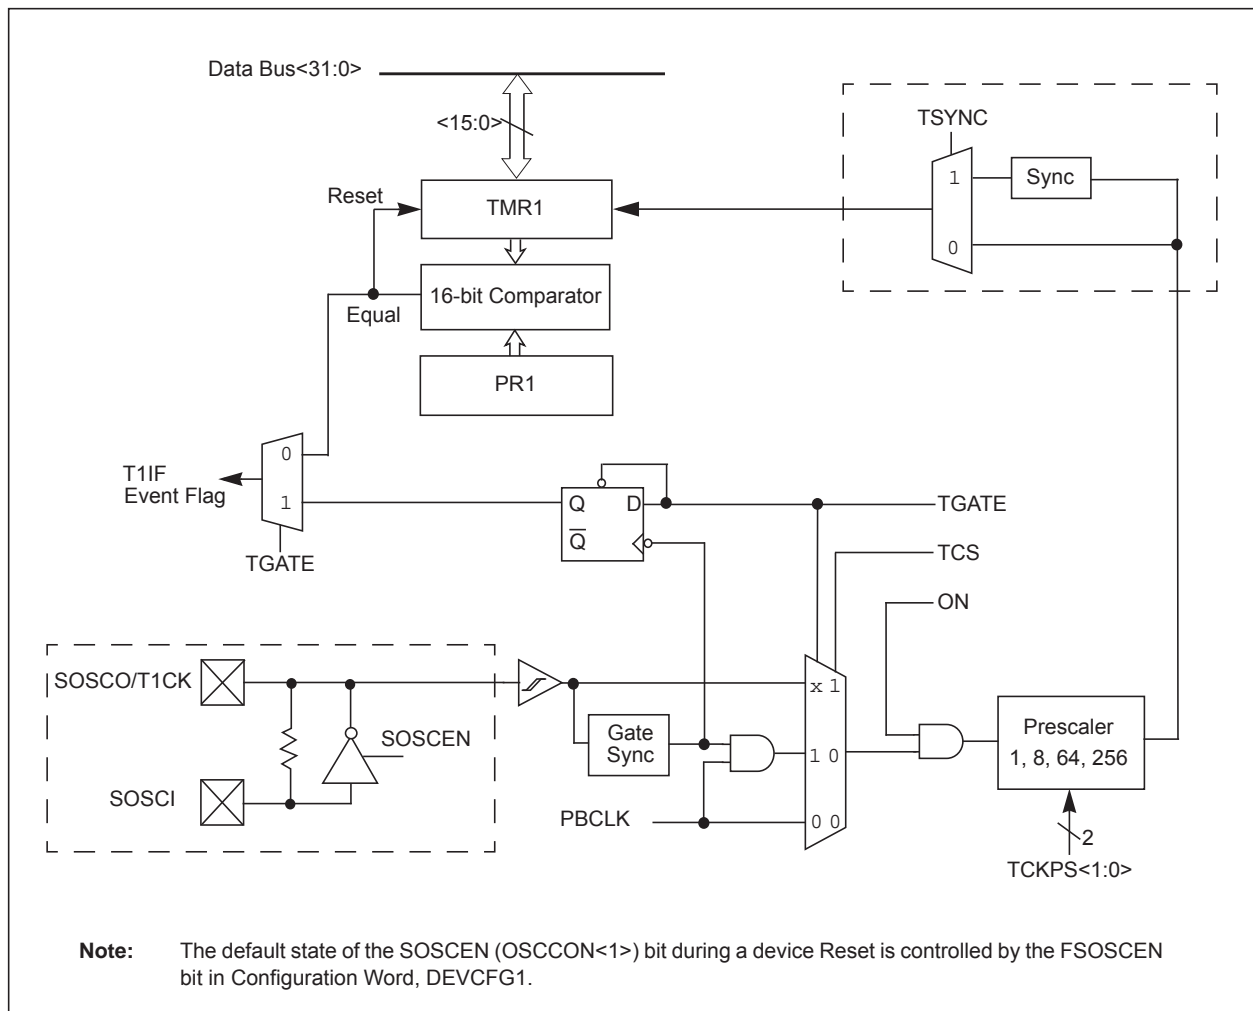 Data Bus<31:0>
<15:0>
TSYNC
Reset
TMR1
1
Sync
0
16-bit Comparator
Equal
PR1
0
T1IF
Event Flag
1
TGATE
Q
D
Q
TGATE
TCS
ON
SOSCO/T1CK
x 1
SOSCEN
Gate
Sync
1 0
Prescaler
1, 8, 64, 256
SOSCI
PBCLK
0 0
2
TCKPS<1:0>
Note: The default state of the SOSCEN (OSCCON<1>) bit during a device Reset is controlled by the FSOSCEN
bit in Configuration Word, DEVCFG1.